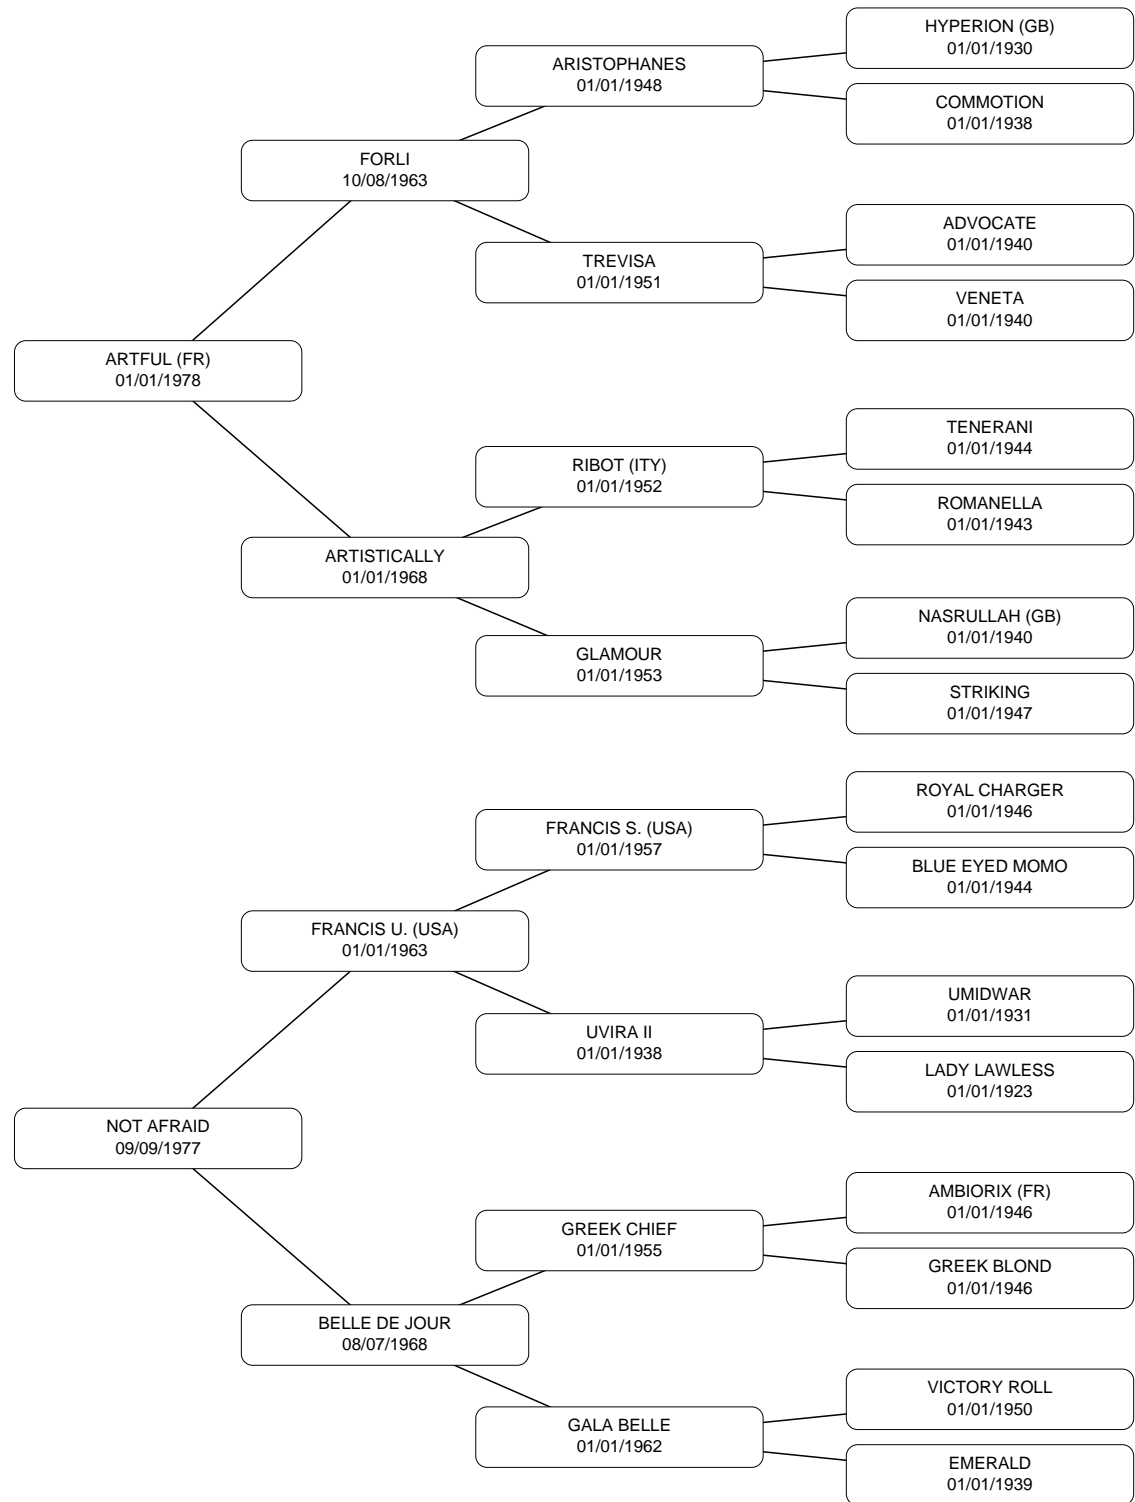 HYPERION (GB)
01/01/1930
ARISTOPHANES
01/01/1948
COMMOTION
01/01/1938
FORLI
10/08/1963
ADVOCATE
01/01/1940
TREVISA
01/01/1951
VENETA
01/01/1940
ARTFUL (FR)
01/01/1978
TENERANI
01/01/1944
RIBOT (ITY)
01/01/1952
ROMANELLA
01/01/1943
ARTISTICALLY
01/01/1968
NASRULLAH (GB)
01/01/1940
GLAMOUR
01/01/1953
STRIKING
01/01/1947
ROYAL CHARGER
01/01/1946
FRANCIS S. (USA)
01/01/1957
BLUE EYED MOMO
01/01/1944
FRANCIS U. (USA)
01/01/1963
UMIDWAR
01/01/1931
UVIRA II
01/01/1938
LADY LAWLESS
01/01/1923
NOT AFRAID
09/09/1977
AMBIORIX (FR)
01/01/1946
GREEK CHIEF
01/01/1955
GREEK BLOND
01/01/1946
BELLE DE JOUR
08/07/1968
VICTORY ROLL
01/01/1950
GALA BELLE
01/01/1962
EMERALD
01/01/1939